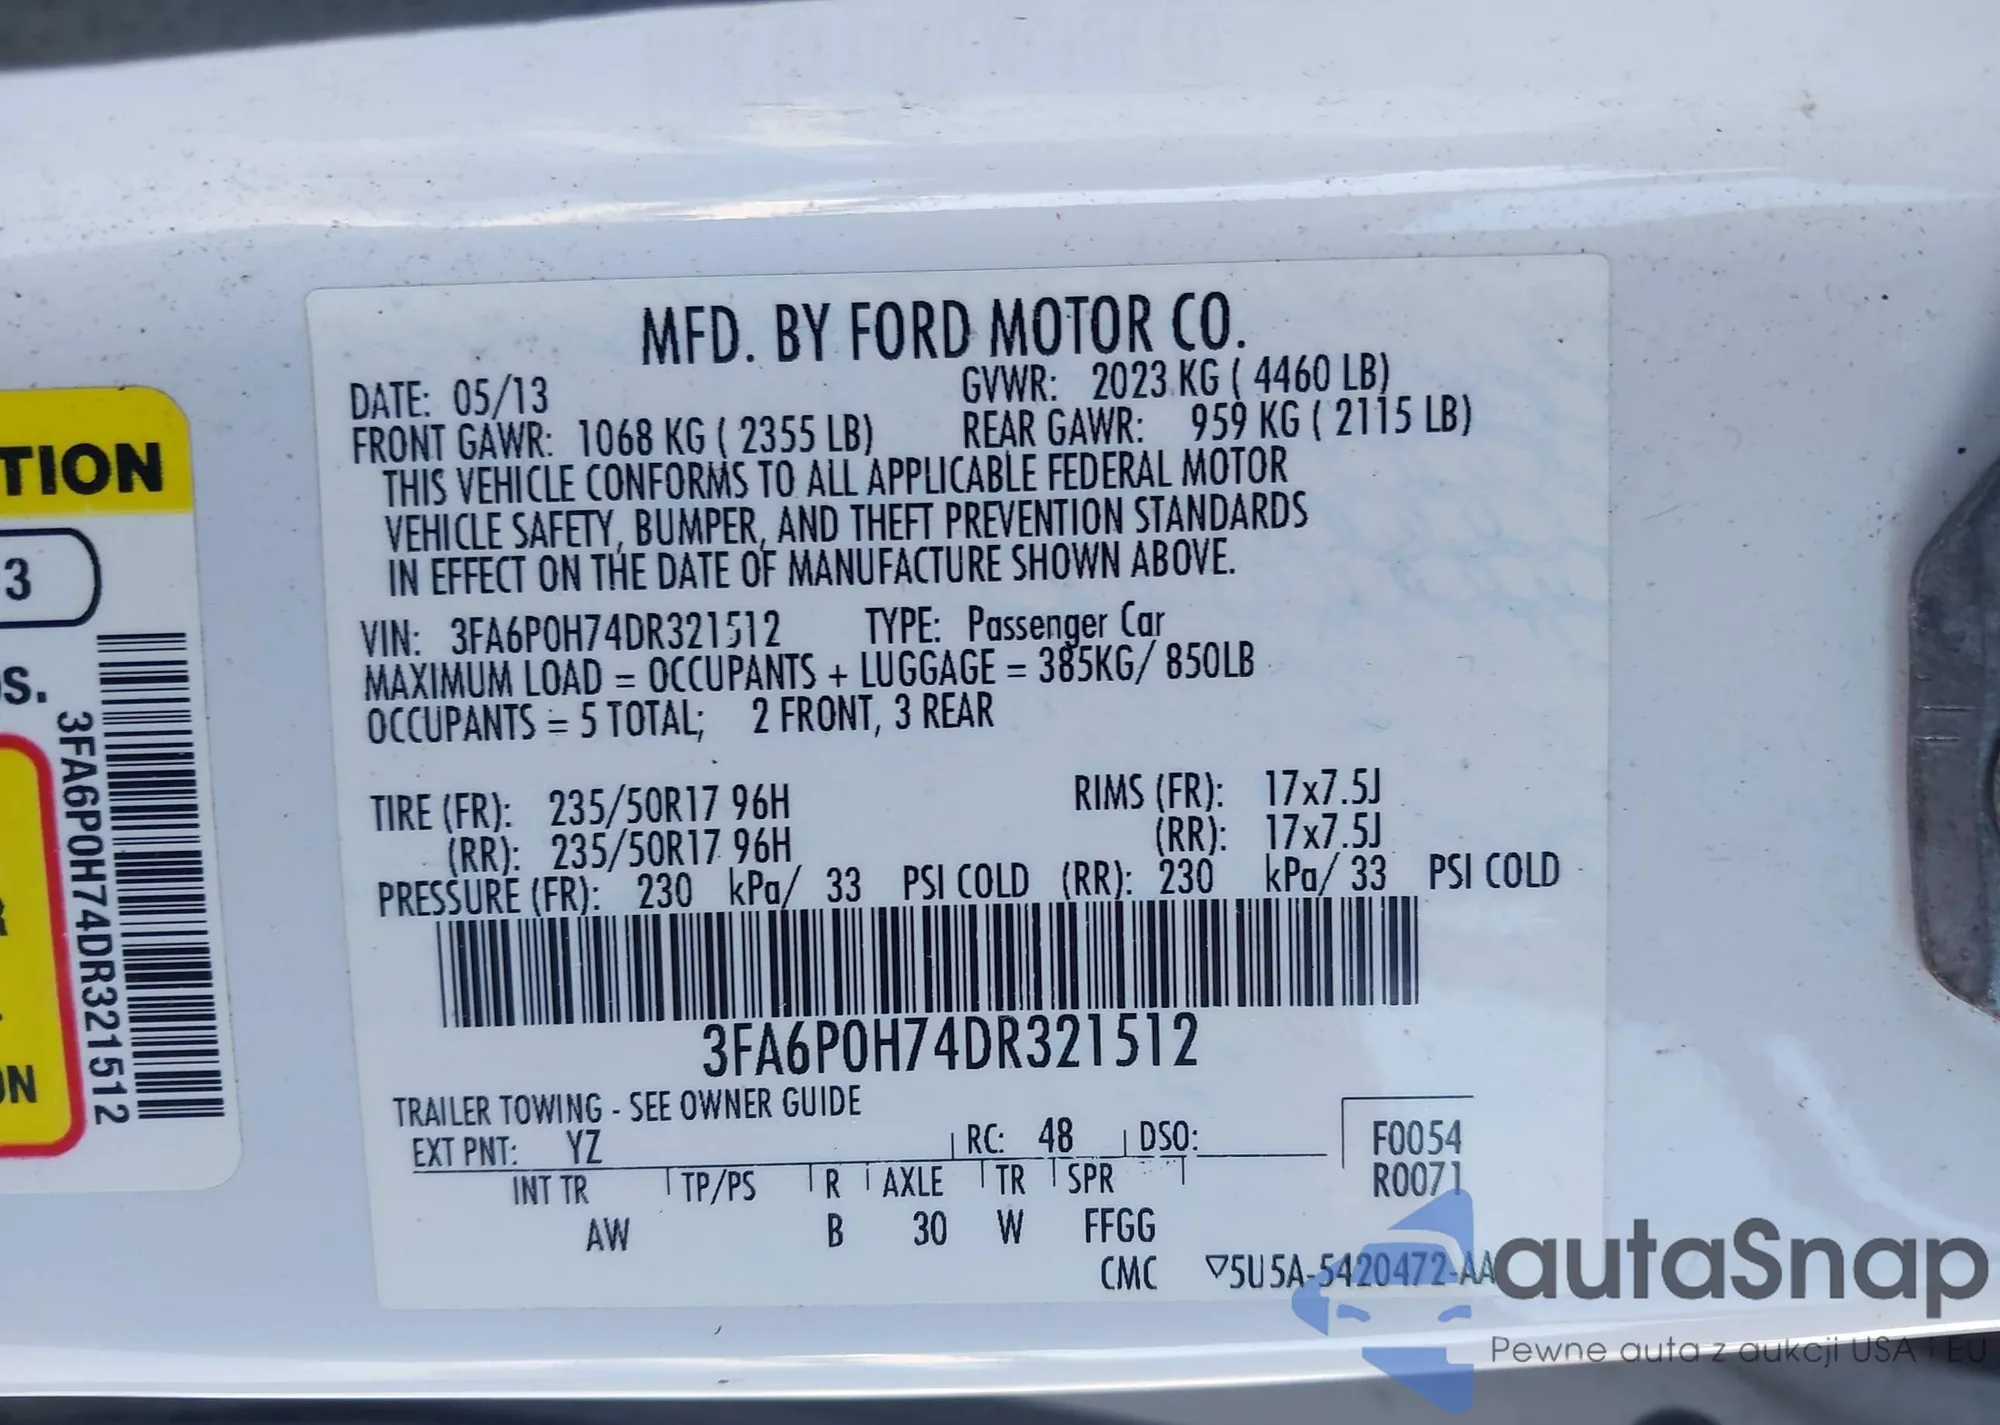 TION
3
S.
3FA6P0H74DR321512
ON
MFD. BY FORD MOTOR CO.
DATE: 05/13 GVWR: 2023 KG ( 4460 LB)
FRONT GAWR: 1068 KG ( 2355 LB) REAR GAWR: 959 KG ( 2115 LB)
THIS VEHICLE CONFORMS TO ALL APPLICABLE FEDERAL MOTOR
VEHICLE SAFETY, BUMPER, AND THEFT PREVENTION STANDARDS
IN EFFECT ON THE DATE OF MANUFACTURE SHOWN ABOVE.
VIN: 3FA6P0H74DR321512 TYPE: Passenger Car
MAXIMUM LOAD = OCCUPANTS + LUGGAGE = 385KG/ 850LB
OCCUPANTS = 5 TOTAL; 2 FRONT, 3 REAR
TIRE (FR): 235/50R17 96H RIMS (FR): 17x7.5J
(RR): 235/50R17 96H (RR): 17x7.5J
PRESSURE (FR): 230 kPa/ 33 PSI COLD (RR): 230 kPa/ 33 PSI COLD
3FA6P0H74DR321512
TRAILER TOWING - SEE OWNER GUIDE
EXT PNT: YZ RC: 48 DSO: F0054
R0071
INT TR TP/PS R AXLE TR SPR
AW B 30 W FFGG
CMC ▽5U5A-5420472-AA
autaSnap
Pewne auta z aukcji USA i EU